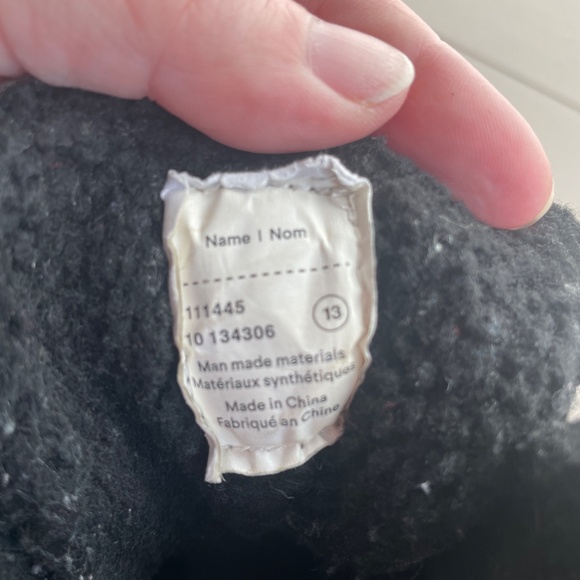 Name | Nom
111445
10 134306
13
Man made materials
Matériaux synthétiques
Made in China
Fabriqué en Chine